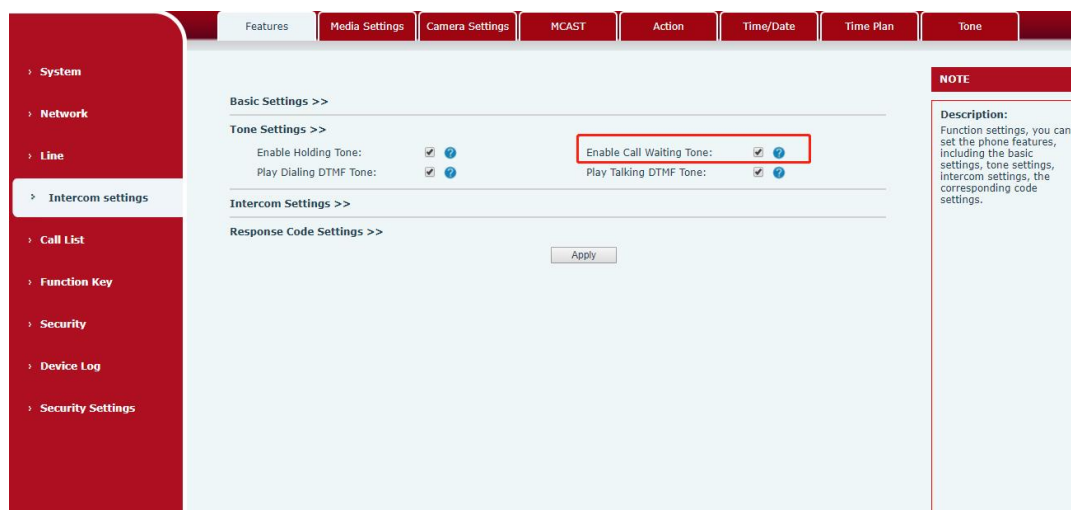 Features
Media Settings
Camera Settings
MCAST
Action
Time/Date
Time Plan
Tone
› System
› Network
› Line
› Intercom settings
› Call List
› Function Key
› Security
› Device Log
› Security Settings
Basic Settings >>
Tone Settings >>
Enable Holding Tone:
Enable Call Waiting Tone:
Play Dialing DTMF Tone:
Play Talking DTMF Tone:
Intercom Settings >>
Response Code Settings >>
Apply
NOTE
Description:
Function settings, you can
set the phone features,
including the basic
settings, tone settings,
intercom settings, the
corresponding code
settings.